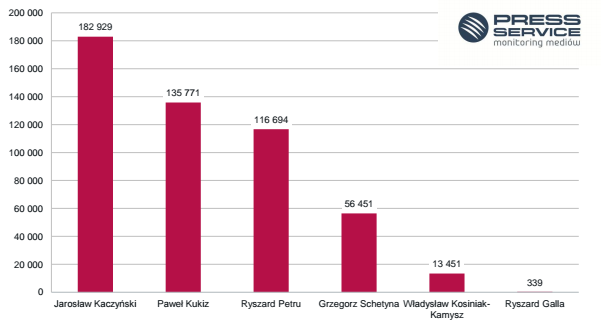 PRESS
SERVICE
monitoring mediów
200 000
180 000
160 000
140 000
120 000
100 000
80 000
60 000
40 000
20 000
0
182 929
135 771
116 694
56 451
13 451
339
Jarosław Kaczyński
Paweł Kukiz
Ryszard Petru
Grzegorz Schetyna
Władysław Kosiniak-
Kamysz
Ryszard Galla